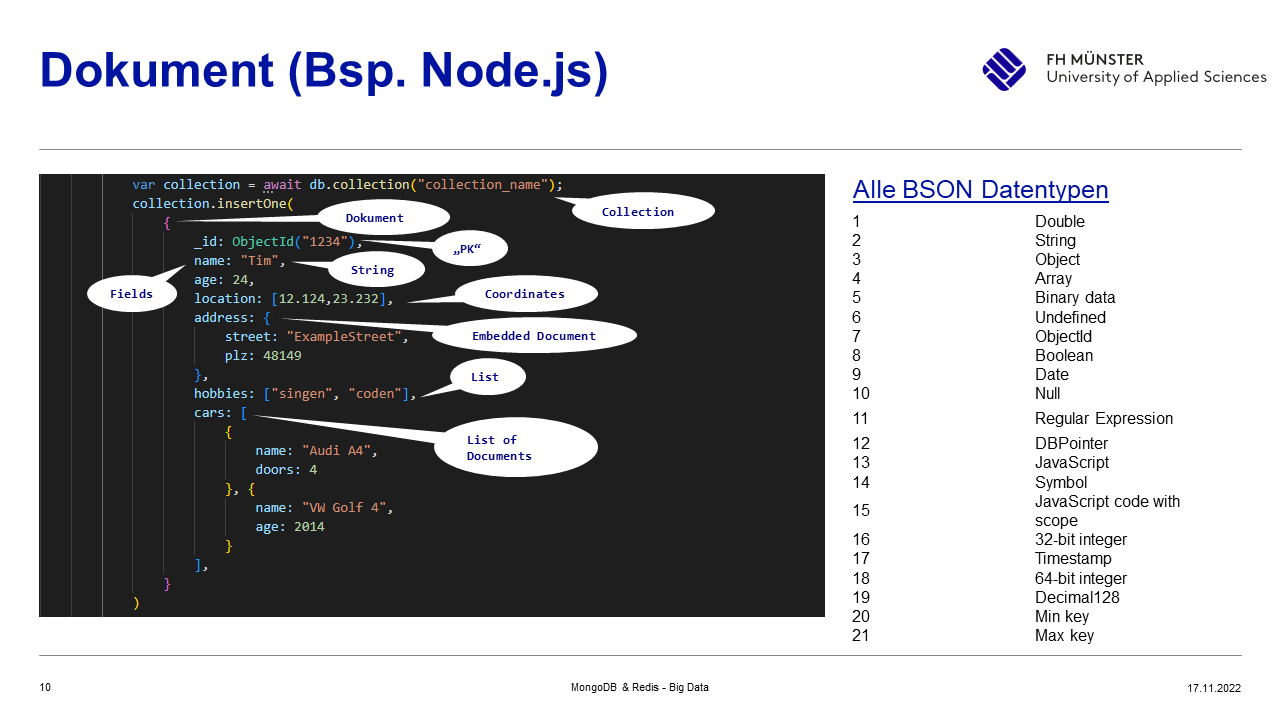 Dokument (Bsp. Node.js)
FH MÜNSTER
University of Applied Sciences
var collection = await db.collection("collection_name");
collection.insertOne(
{
_id: ObjectId("1234"),
name: "Tim",
age: 24,
location: [12.124,23.232],
address: {
street: "ExampleStreet",
plz: 48149
},
hobbies: ["singen", "coden"],
cars: [
{
name: "Audi A4",
doors: 4
}, {
name: "VW Golf 4",
age: 2014
}
],
}
)
Collection
Dokument
„PK“
String
Fields
Coordinates
Embedded Document
List
List of
Documents
Alle BSON Datentypen
1 Double
2 String
3 Object
4 Array
5 Binary data
6 Undefined
7 ObjectId
8 Boolean
9 Date
10 Null
11 Regular Expression
12 DBPointer
13 JavaScript
14 Symbol
15 JavaScript code with
scope
16 32-bit integer
17 Timestamp
18 64-bit integer
19 Decimal128
20 Min key
21 Max key
10
MongoDB & Redis - Big Data
17.11.2022